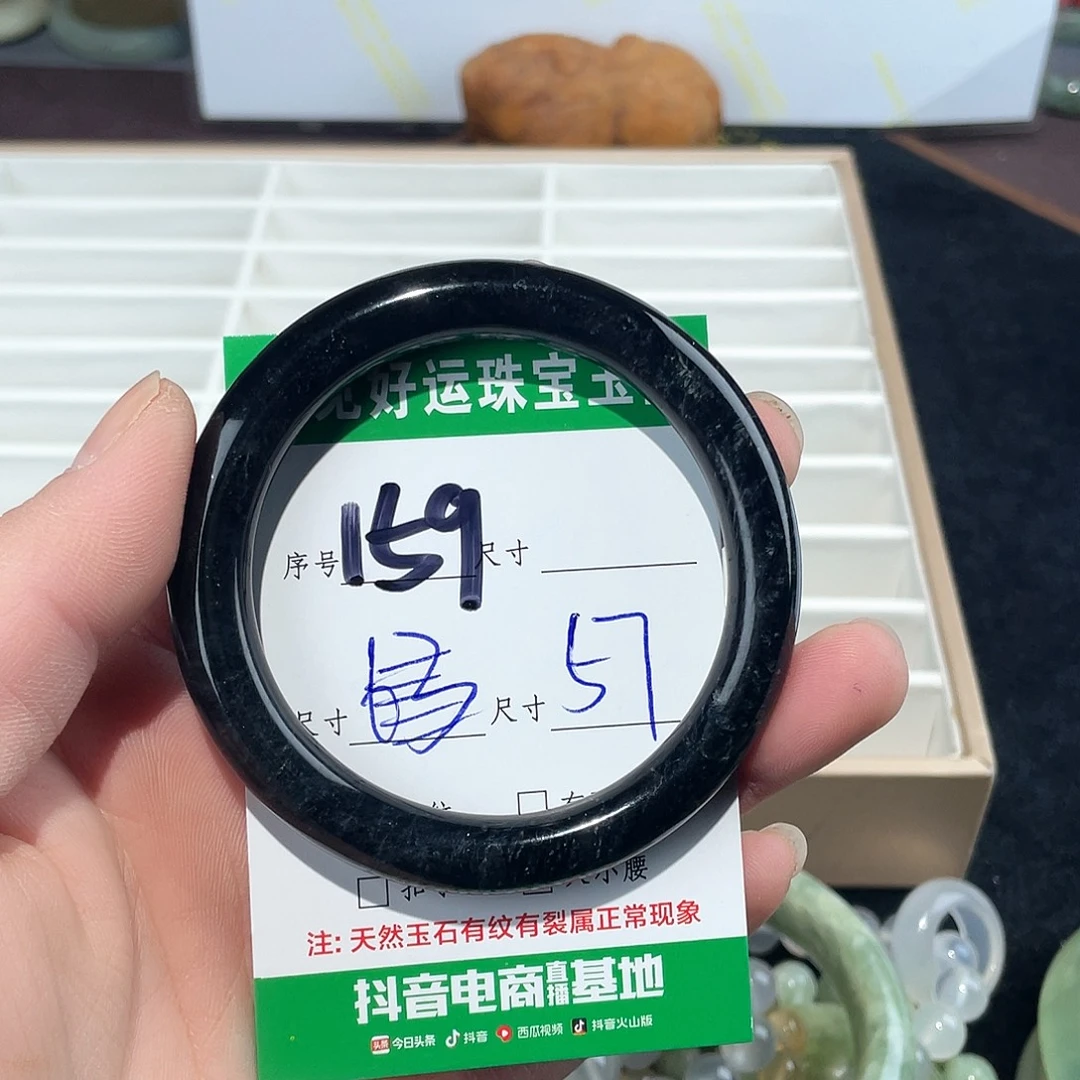 好运珠宝玉
序号 159 尺寸
尺寸 尺寸 57
注: 天然玉石有纹有裂属正常现象
抖音电商直播基地
头条 今日头条 抖音 西瓜视频 抖音火山版